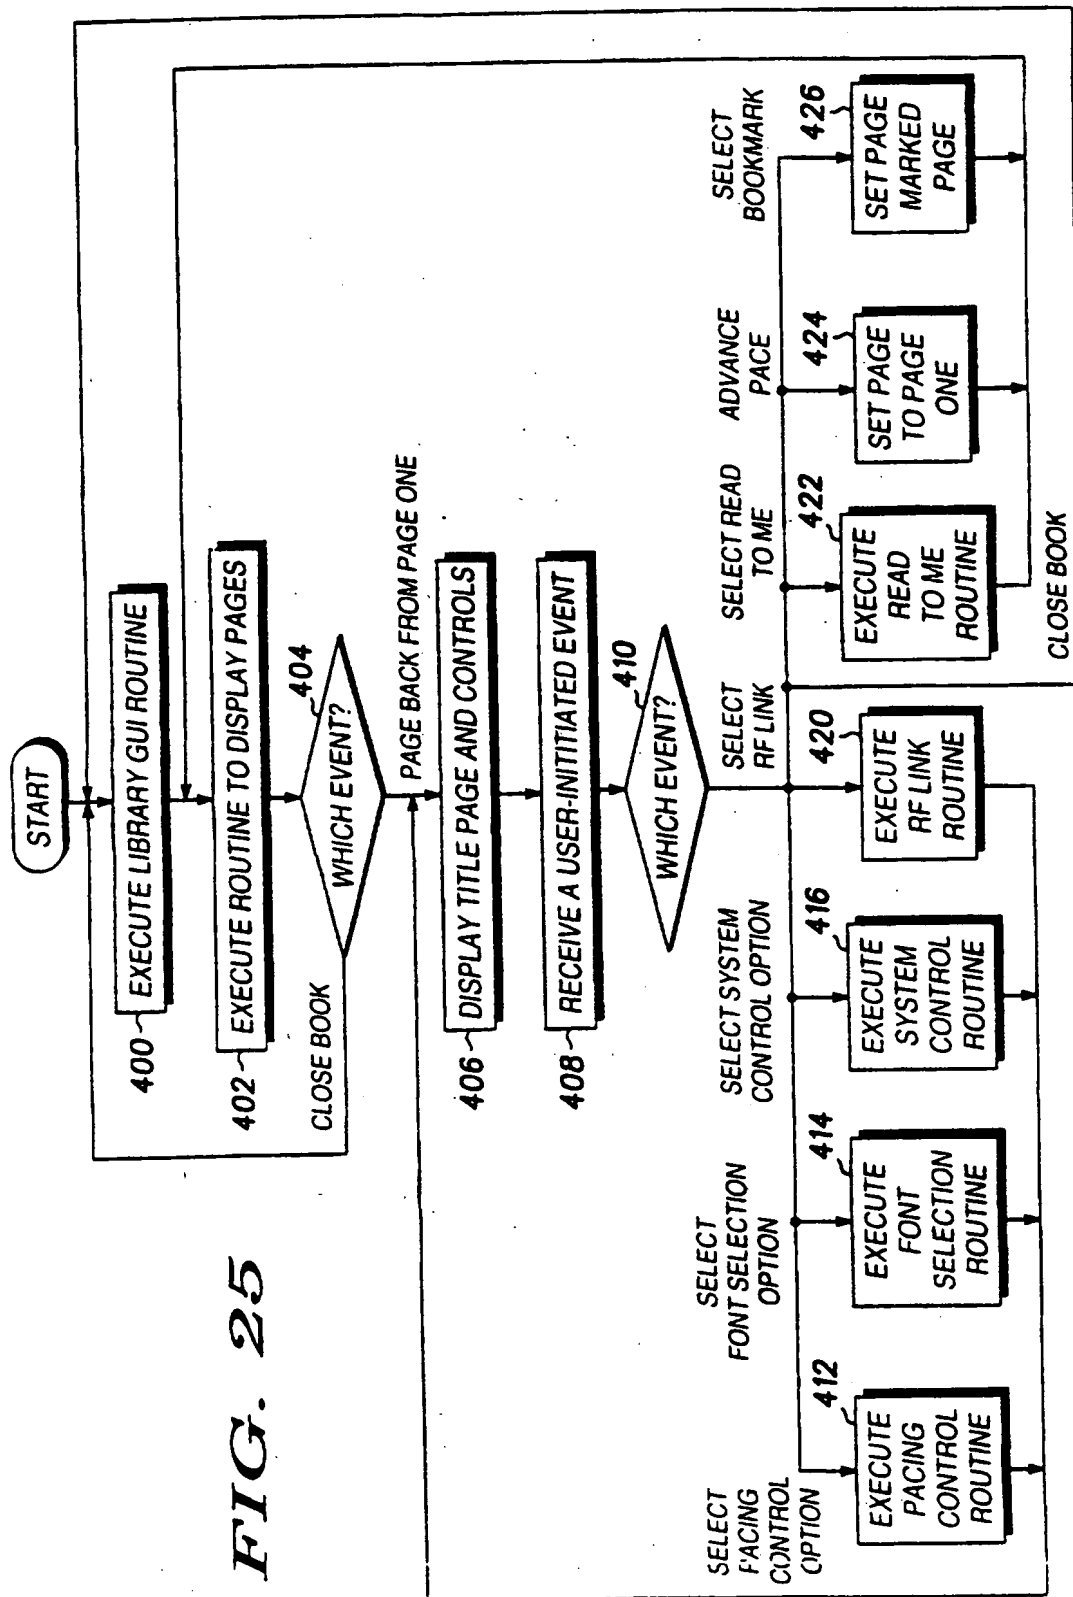 FIG. 25
START
EXECUTE LIBRARY GUI ROUTINE
400
EXECUTE ROUTINE TO DISPLAY PAGES
402
WHICH EVENT?
404
CLOSE BOOK
PAGE BACK FROM PAGE ONE
DISPLAY TITLE PAGE AND CONTROLS
406
RECEIVE A USER-INITITATED EVENT
408
WHICH EVENT?
410
SELECT
PACING
CONTROL
OPTION
412
EXECUTE
PACING
CONTROL
ROUTINE
SELECT
FONT SELECTION
OPTION
414
EXECUTE
FONT
SELECTION
ROUTINE
SELECT SYSTEM
CONTROL OPTION
416
EXECUTE
SYSTEM
CONTROL
ROUTINE
SELECT
RF LINK
420
EXECUTE
RF LINK
ROUTINE
SELECT READ
TO ME
422
EXECUTE
READ
TO ME
ROUTINE
ADVANCE
PACE
424
SET PAGE
TO PAGE
ONE
SELECT
BOOKMARK
426
SET PAGE
MARKED
PAGE
CLOSE BOOK